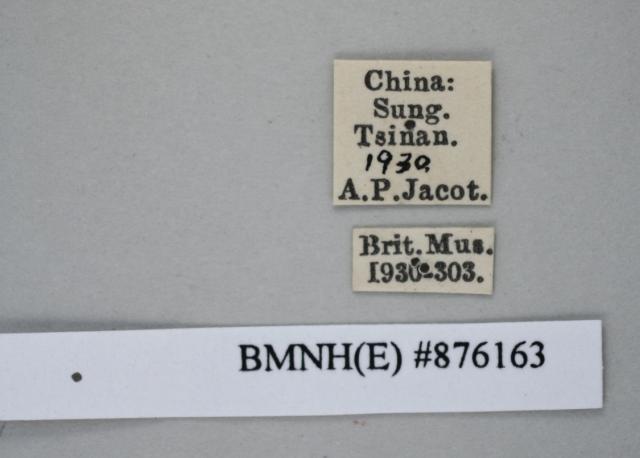 China:
Sung.
Tsinan.
1930.
A.P.Jacot.
Brit. Mus.
1930-303.
BMNH(E) #876163